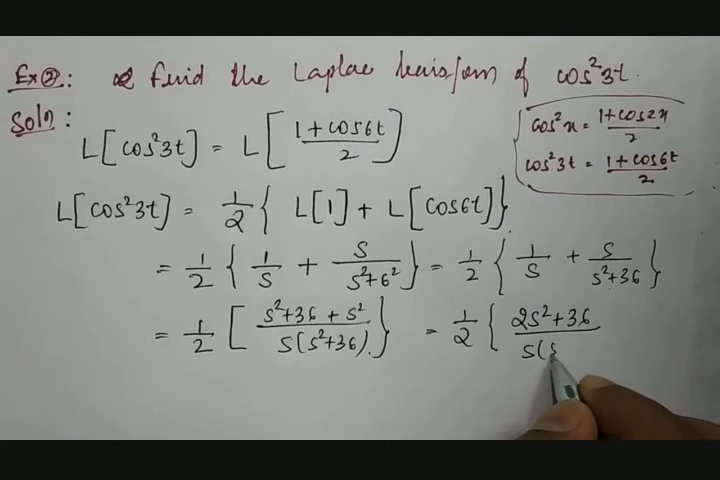 Ex②: Find the Laplace transform of cos²3t.
Soln:
L[cos²3t] = L[(1+cos6t)/2]
cos²x = (1+cos2x)/2
cos²3t = (1+cos6t)/2
L[cos²3t] = 1/2 { L[1] + L[cos6t]}
= 1/2 { 1/s + s/(s²+6²) } = 1/2 { 1/s + s/(s²+36) }
= 1/2 [ (s²+36+s²)/(s(s²+36)) } = 1/2 { (2s²+36)/(s(s